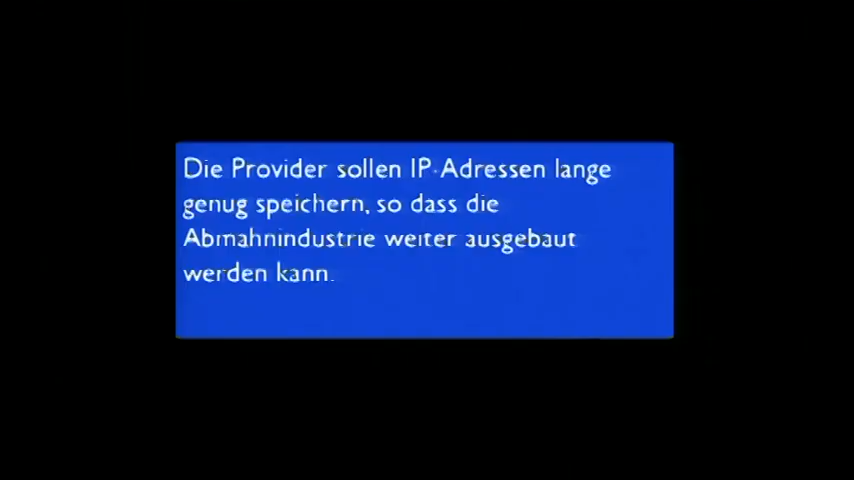 Die Provider sollen IP-Adressen lange
genug speichern, so dass die
Abmahnindustrie weiter ausgebaut
werden kann.